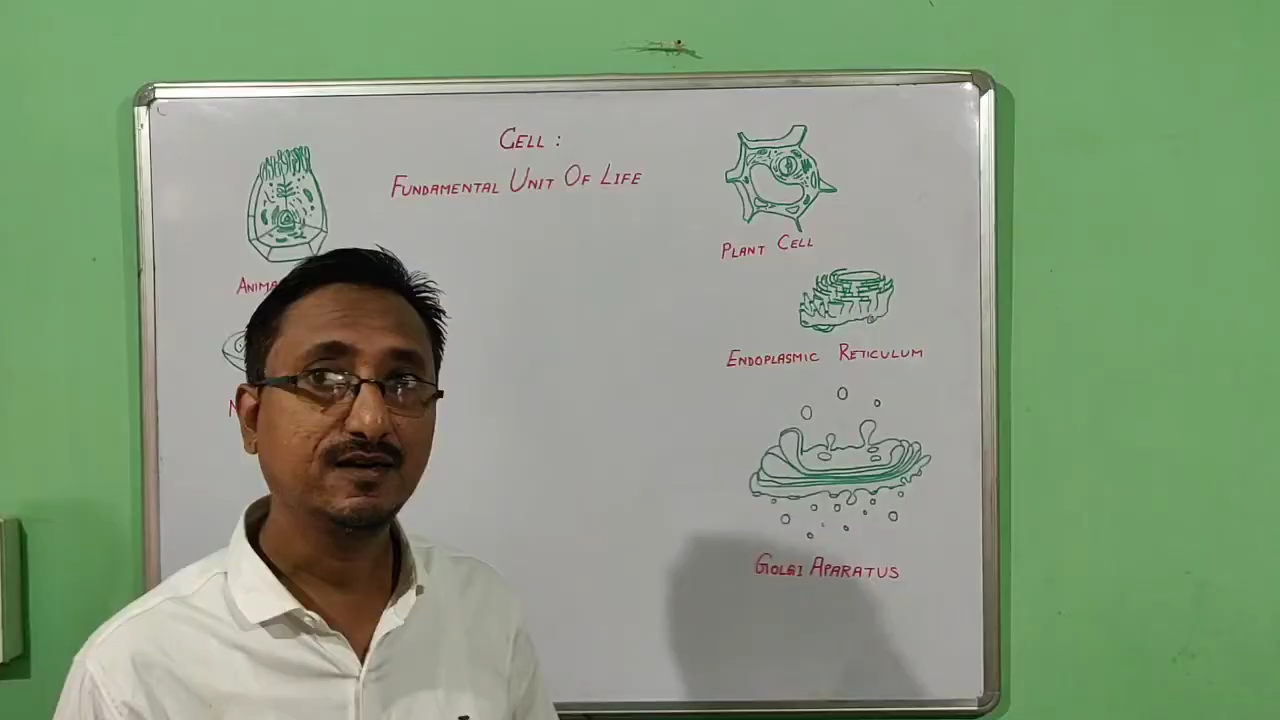 CELL :
FUNDAMENTAL UNIT OF LIFE
PLANT CELL
ENDOPLASMIC RETICULUM
GOLGI APARATUS